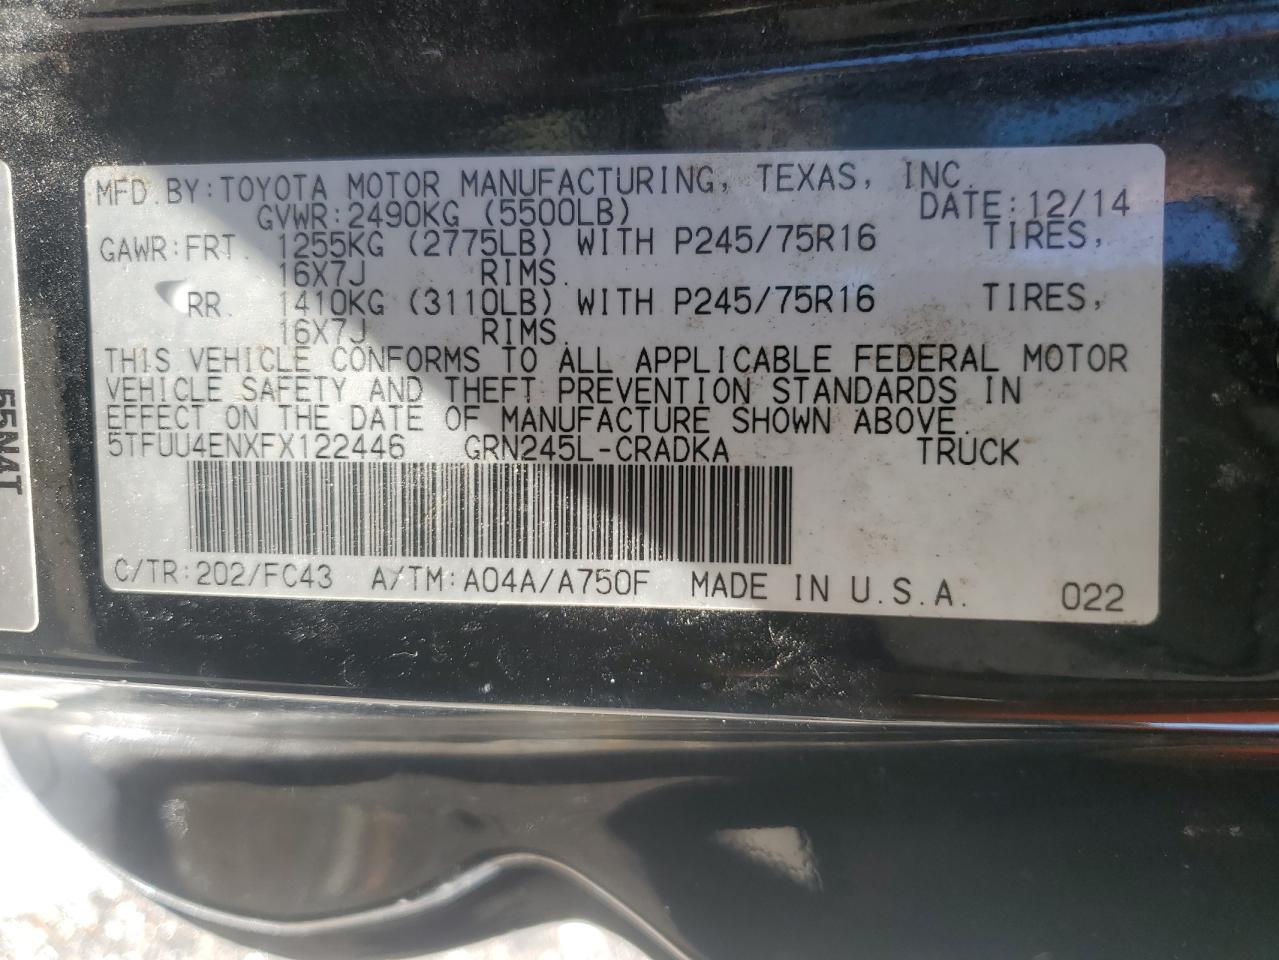 MFD.BY:TOYOTA MOTOR MANUFACTURING, TEXAS, INC.
GVWR:2490KG (5500LB) DATE:12/14
GAWR:FRT. 1255KG (2775LB) WITH P245/75R16 TIRES,
16X7J RIMS.
RR. 1410KG (3110LB) WITH P245/75R16 TIRES,
16X7J RIMS.
THIS VEHICLE CONFORMS TO ALL APPLICABLE FEDERAL MOTOR
VEHICLE SAFETY AND THEFT PREVENTION STANDARDS IN
EFFECT ON THE DATE OF MANUFACTURE SHOWN ABOVE.
5TFUU4ENXFX122446 GRN245L-CRADKA TRUCK
C/TR:202/FC43 A/TM:A04A/A750F MADE IN U.S.A. 022
55N4T